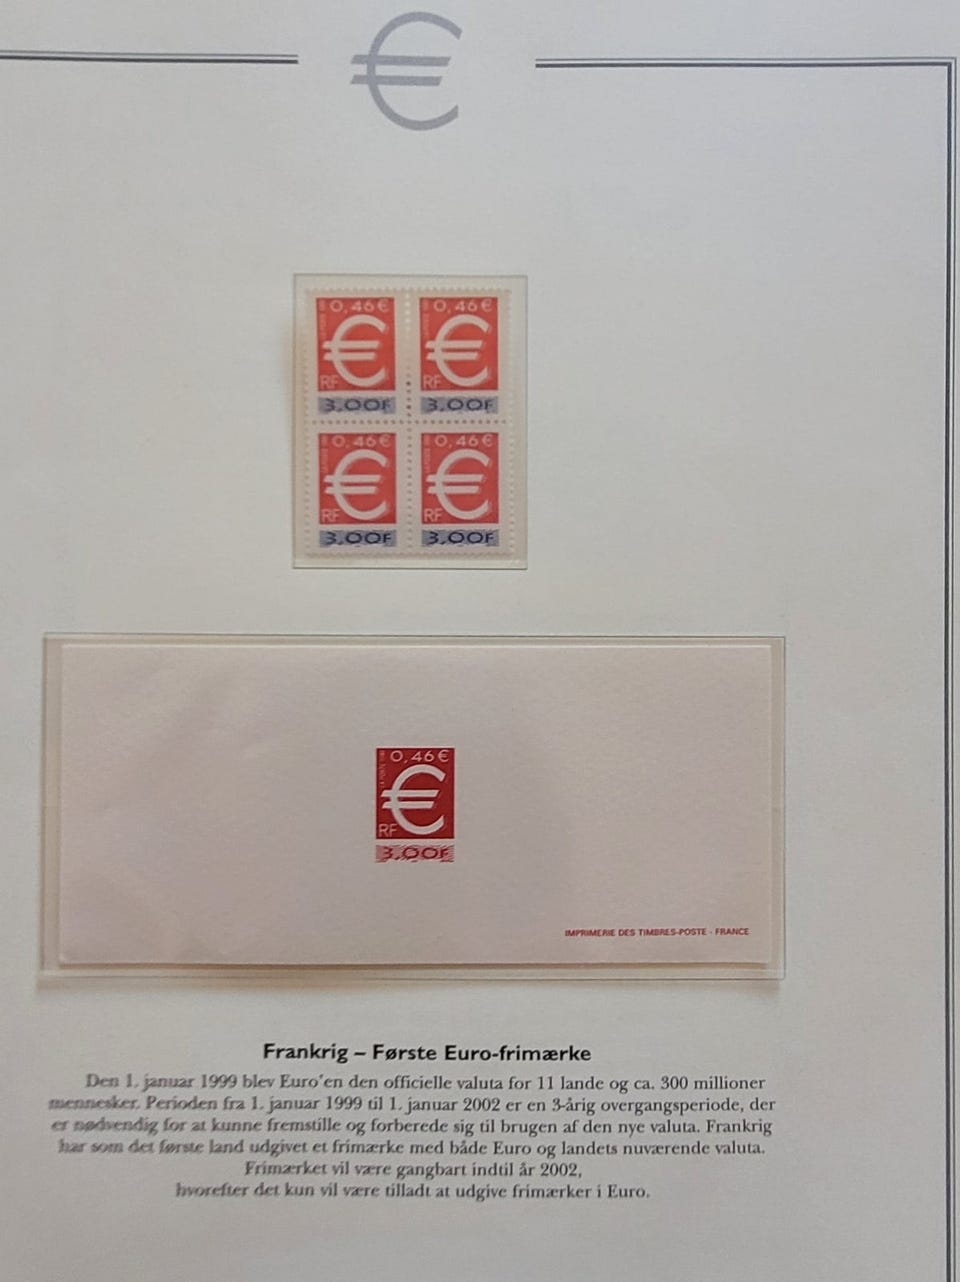 €
0,46€ 0,46€
€ €
RF RF
3.00F 3.00F
0,46€ 0,46€
€ €
RF RF
3.00F 3.00F
0,46€
LA POSTE
€
RF
3.00F
IMPRIMERIE DES TIMBRES-POSTE - FRANCE
Frankrig – Første Euro-frimærke
Den 1. januar 1999 blev Euro'en den officielle valuta for 11 lande og ca. 300 millioner
mennesker. Perioden fra 1. januar 1999 til 1. januar 2002 er en 3-årig overgangsperiode, der
er nødvendig for at kunne fremstille og forberede sig til brugen af den nye valuta. Frankrig
har som det første land udgivet et frimærke med både Euro og landets nuværende valuta.
Frimærket vil være gangbart indtil år 2002,
hvorefter det kun vil være tilladt at udgive frimærker i Euro.